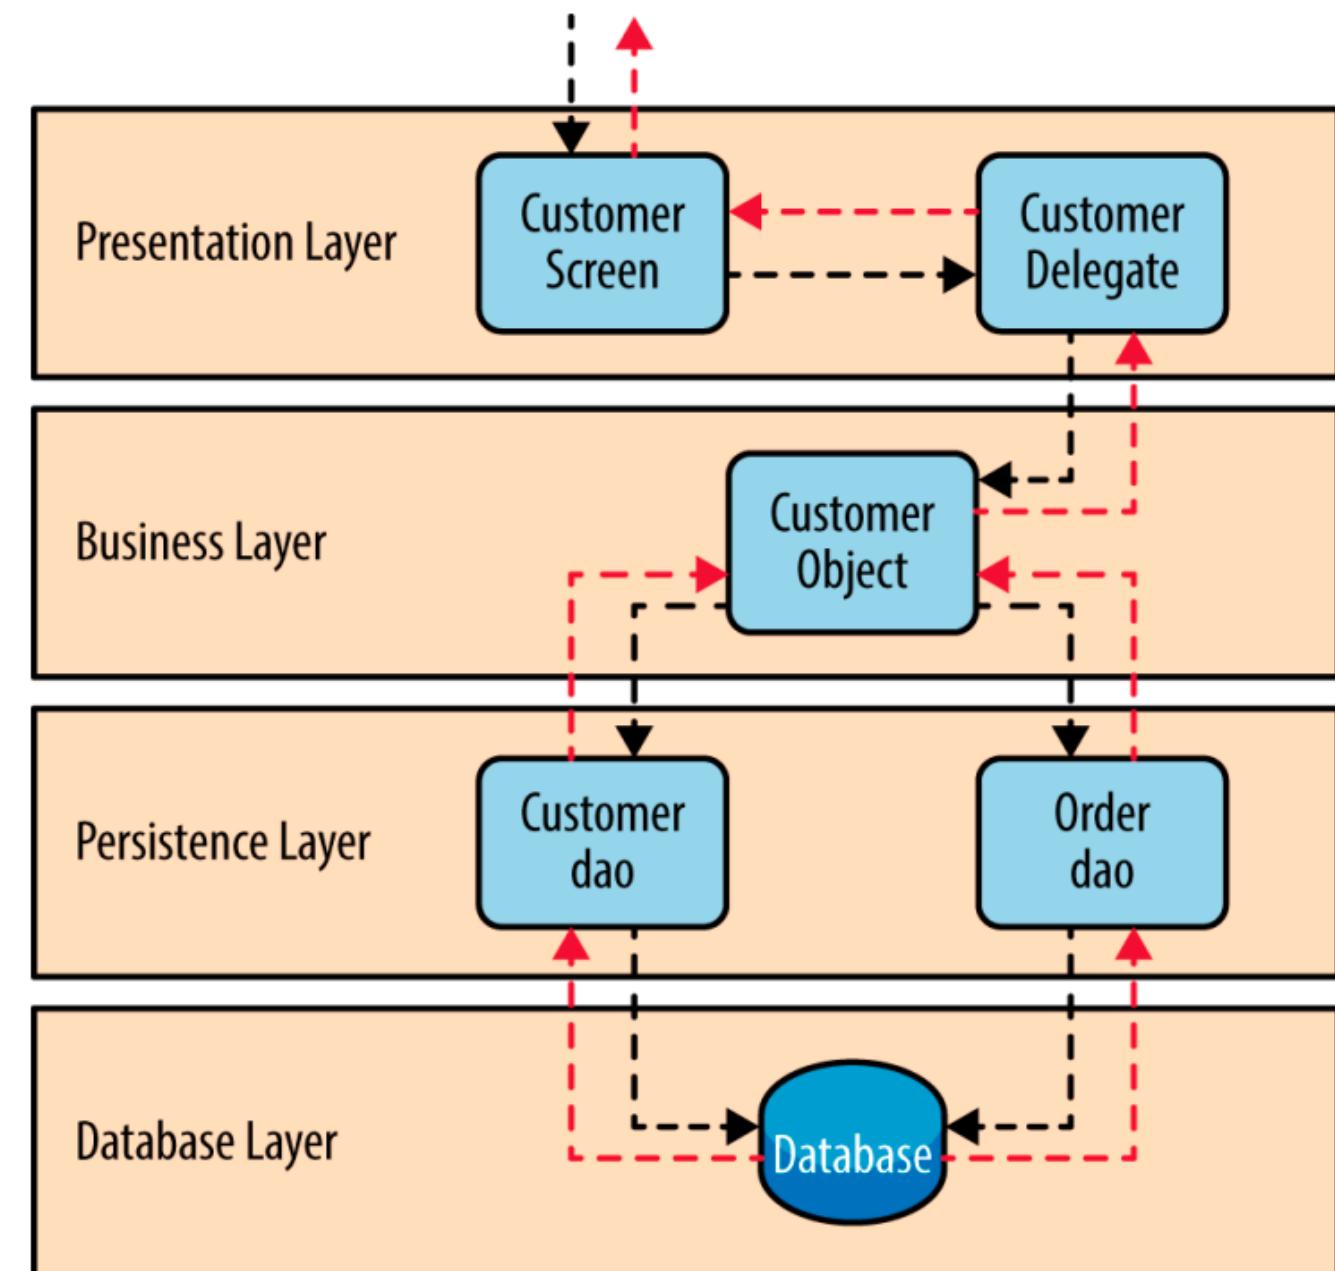 Presentation Layer
Customer
Screen
Customer
Delegate
Business Layer
Customer
Object
Persistence Layer
Customer
dao
Order
dao
Database Layer
Database